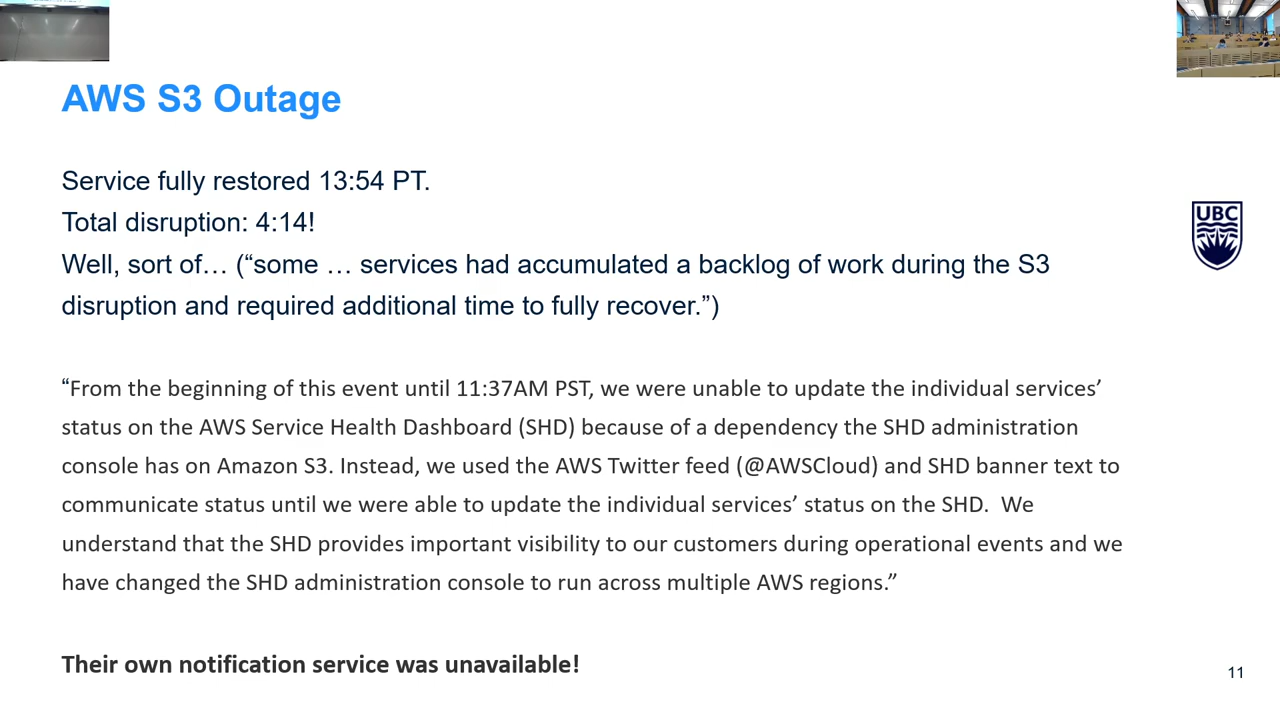 AWS S3 Outage
Service fully restored 13:54 PT.
Total disruption: 4:14!
Well, sort of… (“some … services had accumulated a backlog of work during the S3
disruption and required additional time to fully recover.”)
UBC
“From the beginning of this event until 11:37AM PST, we were unable to update the individual services’
status on the AWS Service Health Dashboard (SHD) because of a dependency the SHD administration
console has on Amazon S3. Instead, we used the AWS Twitter feed (@AWSCloud) and SHD banner text to
communicate status until we were able to update the individual services’ status on the SHD.  We
understand that the SHD provides important visibility to our customers during operational events and we
have changed the SHD administration console to run across multiple AWS regions.”
Their own notification service was unavailable!
11